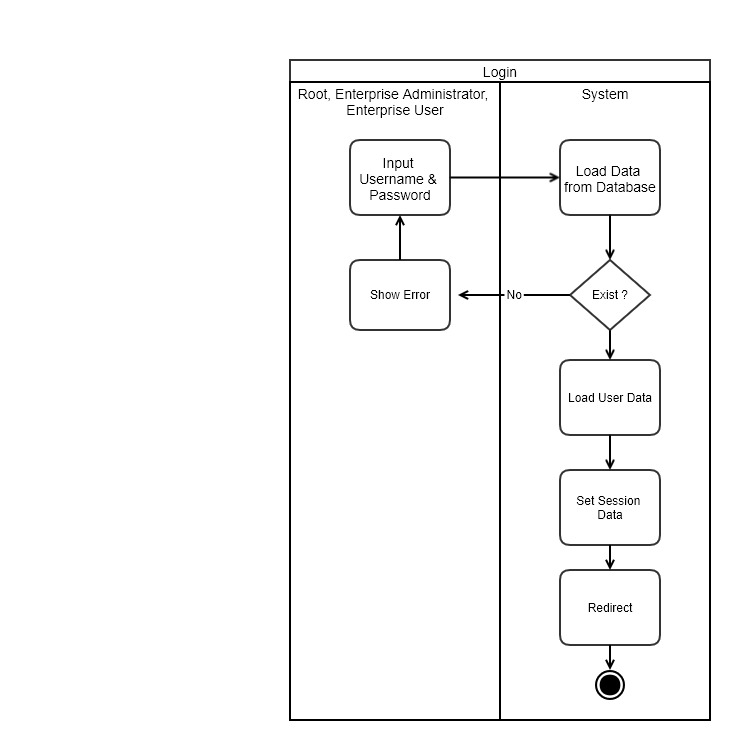 Login
Root, Enterprise Administrator,
Enterprise User
System
Input
Username &
Password
Load Data
from Database
Show Error
No
Exist ?
Load User Data
Set Session
Data
Redirect